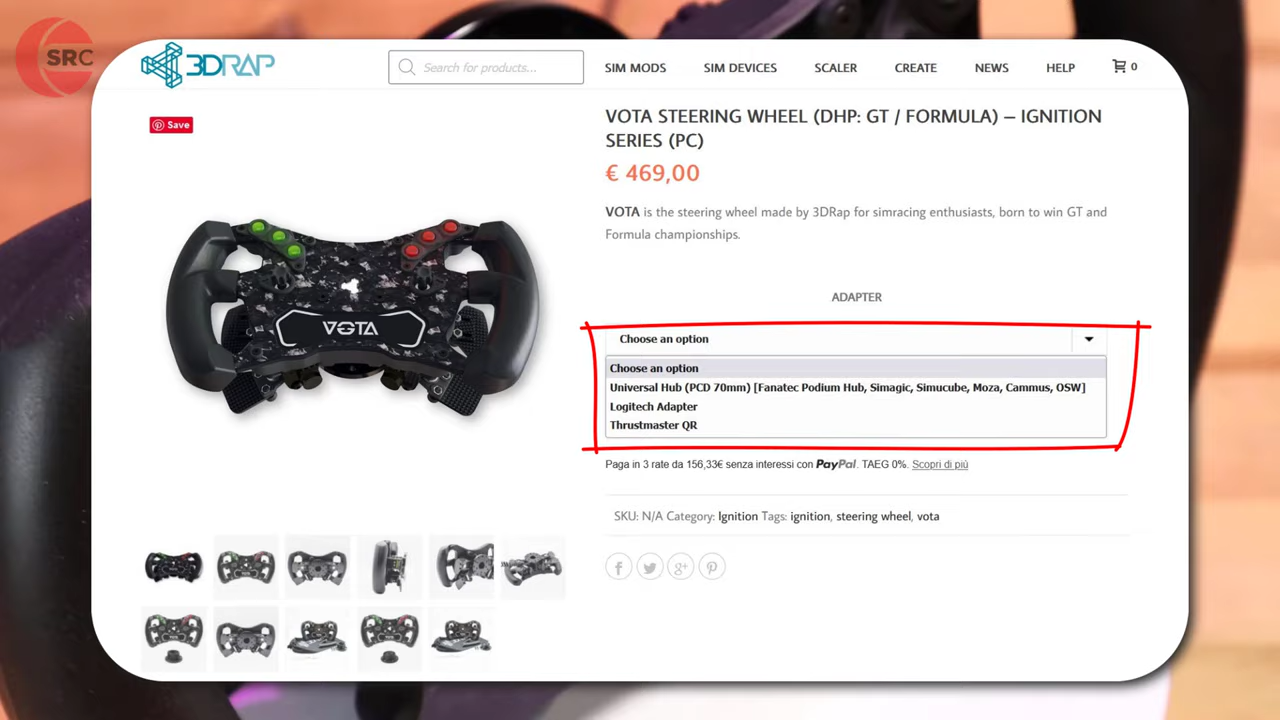 SRC
3DRAP
Search for products...
SIM MODS
SIM DEVICES
SCALER
CREATE
NEWS
HELP
0
Save
VOTA STEERING WHEEL (DHP: GT / FORMULA) – IGNITION
SERIES (PC)
€ 469,00
VOTA is the steering wheel made by 3DRap for simracing enthusiasts, born to win GT and
Formula championships.
VOTA
ADAPTER
Choose an option
Choose an option
Universal Hub (PCD 70mm) [Fanatec Podium Hub, Simagic, Simucube, Moza, Cammus, OSW]
Logitech Adapter
Thrustmaster QR
Paga in 3 rate da 156,33€ senza interessi con PayPal. TAEG 0%. Scopri di più
SKU: N/A Category: Ignition Tags: ignition, steering wheel, vota